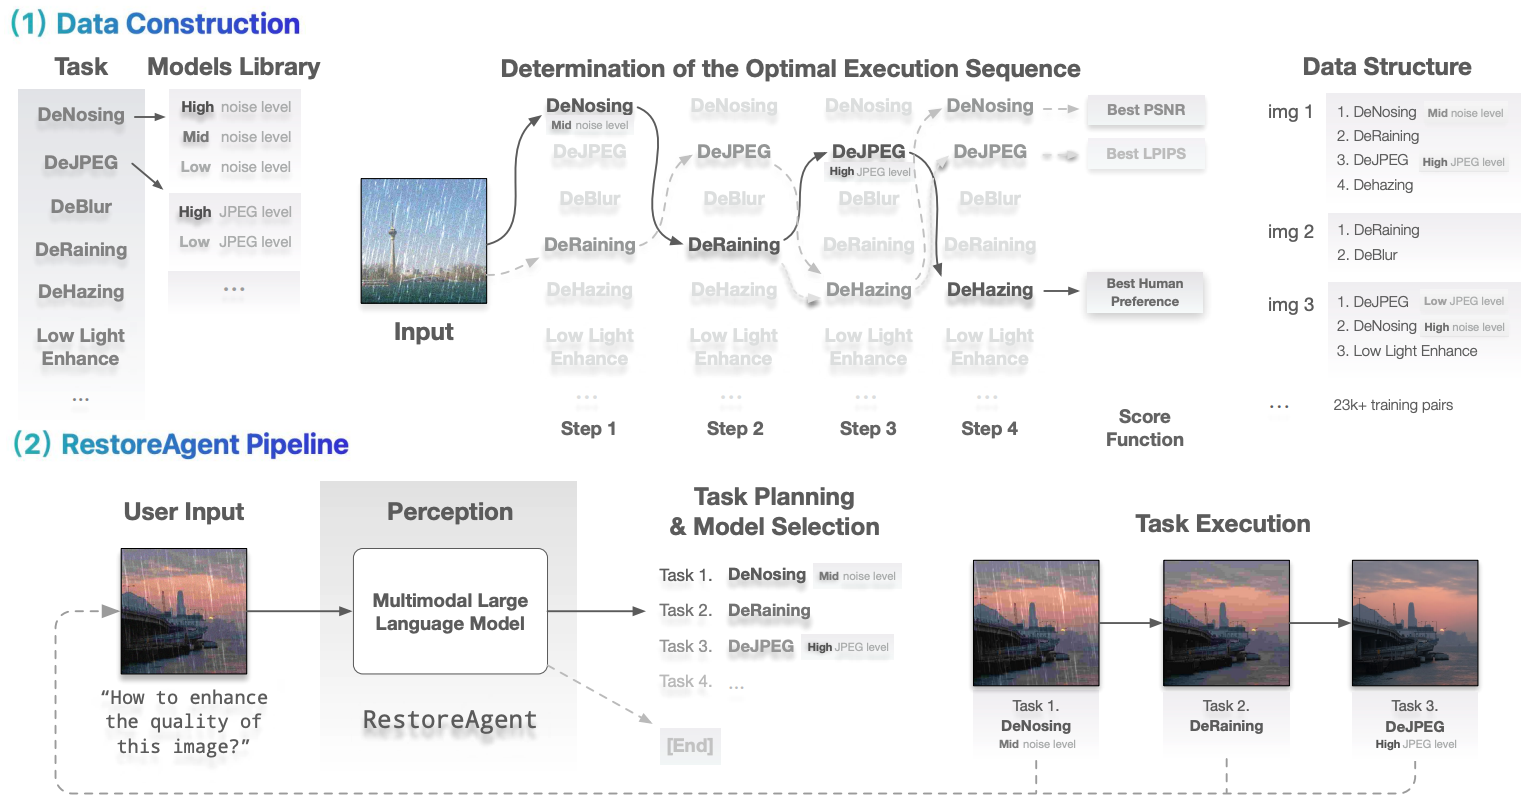 (1) Data Construction
Task
DeNosing
DeJPEG
DeBlur
DeRaining
DeHazing
Low Light
Enhance
...
Models Library
High noise level
Mid noise level
Low noise level
High JPEG level
Low JPEG level
...
Determination of the Optimal Execution Sequence
Input
DeNosing
Mid noise level
DeJPEG
DeBlur
DeRaining
DeHazing
Low Light
Enhance
...
Step 1
DeNosing
DeJPEG
DeBlur
DeRaining
DeHazing
Low Light
Enhance
...
Step 2
DeNosing
DeJPEG
High JPEG level
DeBlur
DeRaining
DeHazing
Low Light
Enhance
...
Step 3
DeNosing
DeJPEG
DeBlur
DeRaining
DeHazing
Low Light
Enhance
...
Step 4
Best PSNR
Best LPIPS
Best Human
Preference
Score
Function
Data Structure
img 1
1. DeNosing Mid noise level
2. DeRaining
3. DeJPEG High JPEG level
4. Dehazing
img 2
1. DeRaining
2. DeBlur
img 3
1. DeJPEG Low JPEG level
2. DeNosing High noise level
3. Low Light Enhance
... 23k+ training pairs
(2) RestoreAgent Pipeline
User Input
“How to enhance
the quality of
this image?”
Perception
Multimodal Large
Language Model
RestoreAgent
Task Planning
& Model Selection
Task 1. DeNosing Mid noise level
Task 2. DeRaining
Task 3. DeJPEG High JPEG level
Task 4. ...
[End]
Task Execution
Task 1.
DeNosing
Mid noise level
Task 2.
DeRaining
Task 3.
DeJPEG
High JPEG level